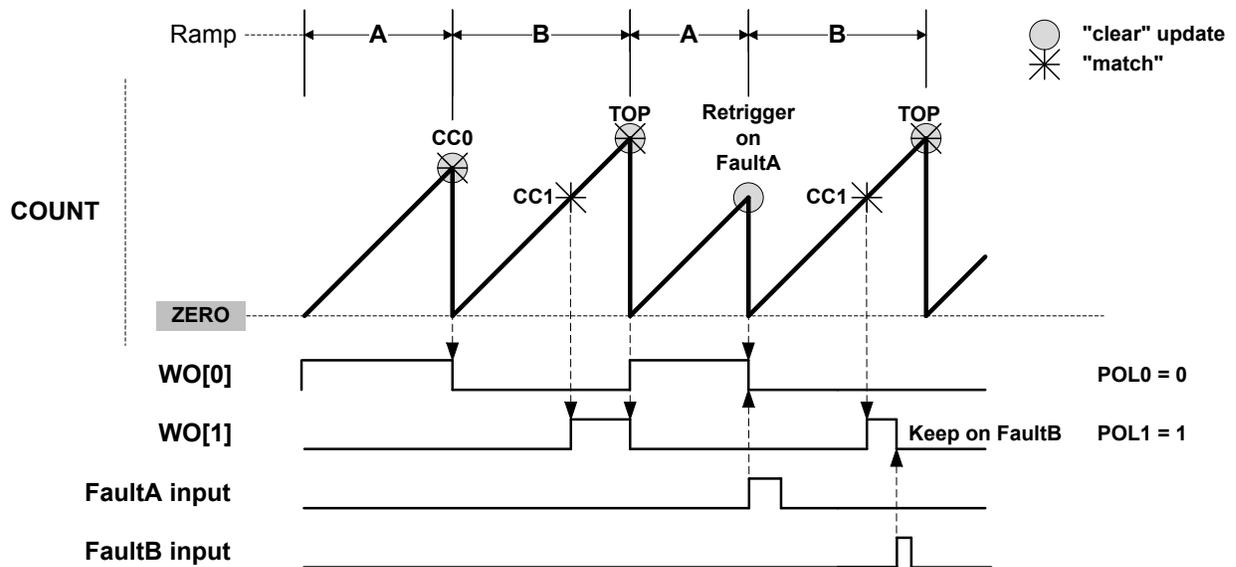 Ramp A B A B
"clear" update
"match"
TOP Retrigger TOP
on
CC0 FaultA
CC1 CC1
COUNT
ZERO
WO[0] POL0 = 0
WO[1] Keep on FaultB POL1 = 1
FaultA input
FaultB input